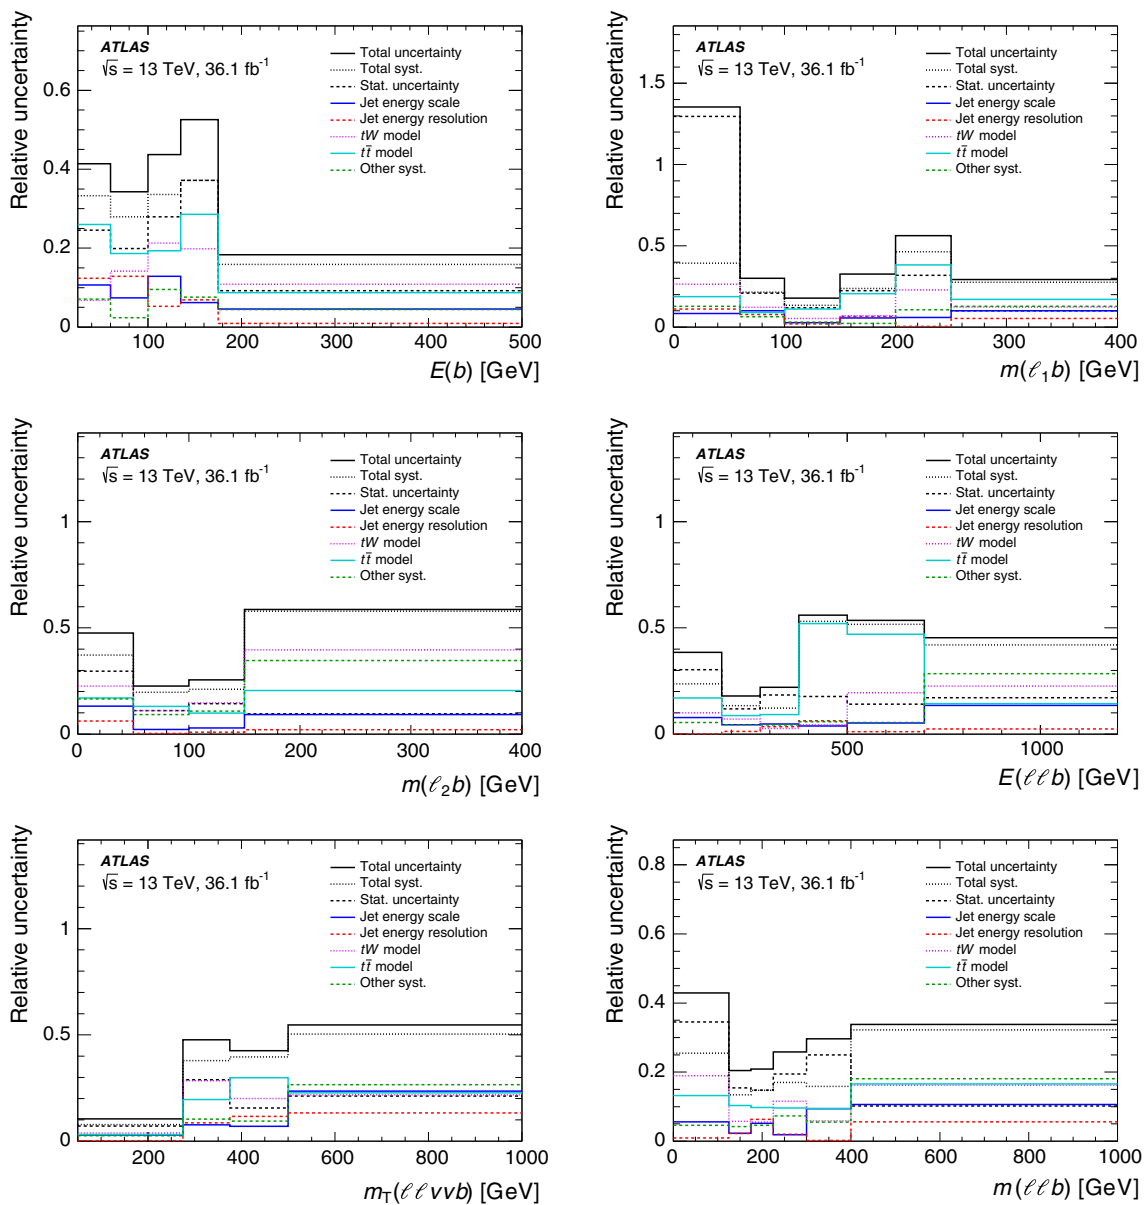 Relative uncertainty
ATLAS
√s = 13 TeV, 36.1 fb⁻¹
Total uncertainty
Total syst.
Stat. uncertainty
Jet energy scale
Jet energy resolution
tW model
tt̄ model
Other syst.
0.6
0.4
0.2
0
100 200 300 400 500
E(b) [GeV]
Relative uncertainty
ATLAS
√s = 13 TeV, 36.1 fb⁻¹
Total uncertainty
Total syst.
Stat. uncertainty
Jet energy scale
Jet energy resolution
tW model
tt̄ model
Other syst.
1.5
1
0.5
0
0 100 200 300 400
m(ℓ₁b) [GeV]
Relative uncertainty
ATLAS
√s = 13 TeV, 36.1 fb⁻¹
Total uncertainty
Total syst.
Stat. uncertainty
Jet energy scale
Jet energy resolution
tW model
tt̄ model
Other syst.
1
0.5
0
0 100 200 300 400
m(ℓ₂b) [GeV]
Relative uncertainty
ATLAS
√s = 13 TeV, 36.1 fb⁻¹
Total uncertainty
Total syst.
Stat. uncertainty
Jet energy scale
Jet energy resolution
tW model
tt̄ model
Other syst.
1
0.5
0
500 1000
E(ℓℓb) [GeV]
Relative uncertainty
ATLAS
√s = 13 TeV, 36.1 fb⁻¹
Total uncertainty
Total syst.
Stat. uncertainty
Jet energy scale
Jet energy resolution
tW model
tt̄ model
Other syst.
1
0.5
0
200 400 600 800 1000
m_T(ℓℓννb) [GeV]
Relative uncertainty
ATLAS
√s = 13 TeV, 36.1 fb⁻¹
Total uncertainty
Total syst.
Stat. uncertainty
Jet energy scale
Jet energy resolution
tW model
tt̄ model
Other syst.
0.8
0.6
0.4
0.2
0
0 200 400 600 800 1000
m(ℓℓb) [GeV]